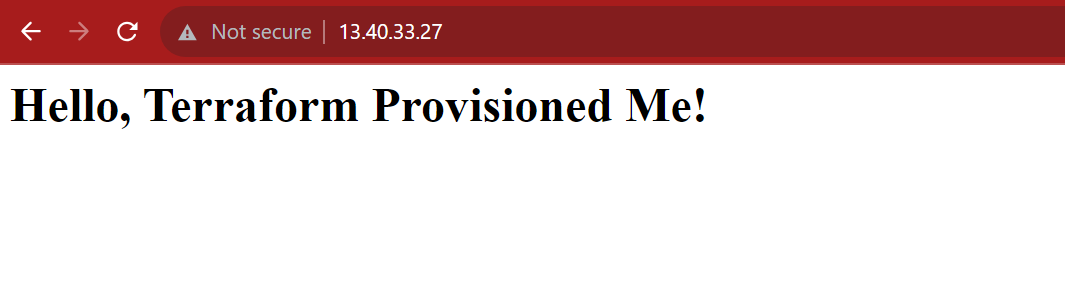 Not secure | 13.40.33.27
Hello, Terraform Provisioned Me!